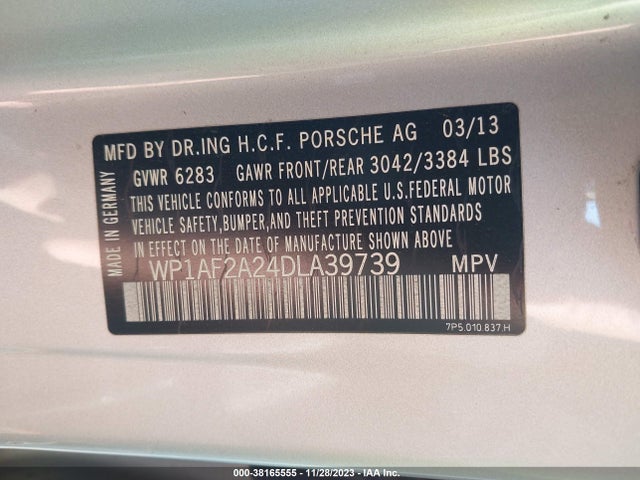 MFD BY DR.ING H.C.F. PORSCHE AG 03/13
GVWR 6283 GAWR FRONT/REAR 3042/3384 LBS
THIS VEHICLE CONFORMS TO ALL APPLICABLE U.S.FEDERAL MOTOR
VEHICLE SAFETY,BUMPER,AND THEFT PREVENTION STANDARDS
IN EFFECT ON THE DATE OF MANUFACTURE SHOWN ABOVE.
WP1AF2A24DLA39739 MPV
7P5.010.837.H
MADE IN GERMANY
000-38165555 - 11/28/2023 - IAA Inc.